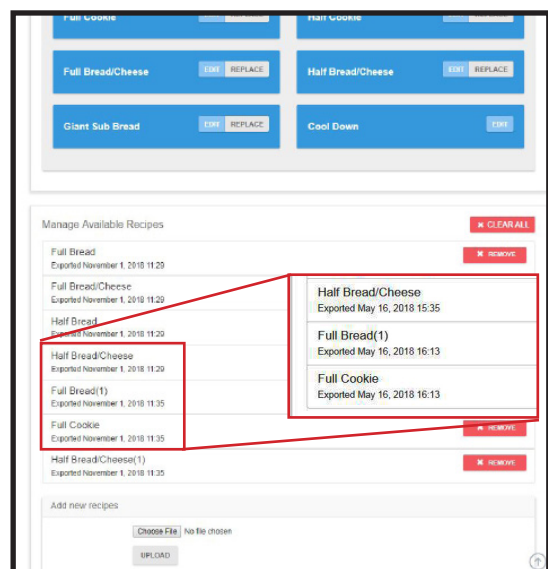 Full Cookie
EDIT REPLACE
Half Cookie
EDIT REPLACE
Full Bread/Cheese
EDIT REPLACE
Half Bread/Cheese
EDIT REPLACE
Giant Sub Bread
EDIT REPLACE
Cool Down
EDIT
Manage Available Recipes
✖ CLEAR ALL
Full Bread
Exported November 1, 2018 11:29
✖ REMOVE
Full Bread/Cheese
Exported November 1, 2018 11:29
Half Bread
Exported November 1, 2018 11:29
Half Bread/Cheese
Exported November 1, 2018 11:29
Full Bread(1)
Exported November 1, 2018 11:35
Full Cookie
Exported November 1, 2018 11:35
✖ REMOVE
Half Bread/Cheese(1)
Exported November 1, 2018 11:35
✖ REMOVE
Half Bread/Cheese
Exported May 16, 2018 15:35
Full Bread(1)
Exported May 16, 2018 16:13
Full Cookie
Exported May 16, 2018 16:13
Add new recipes
Choose File No file chosen
UPLOAD